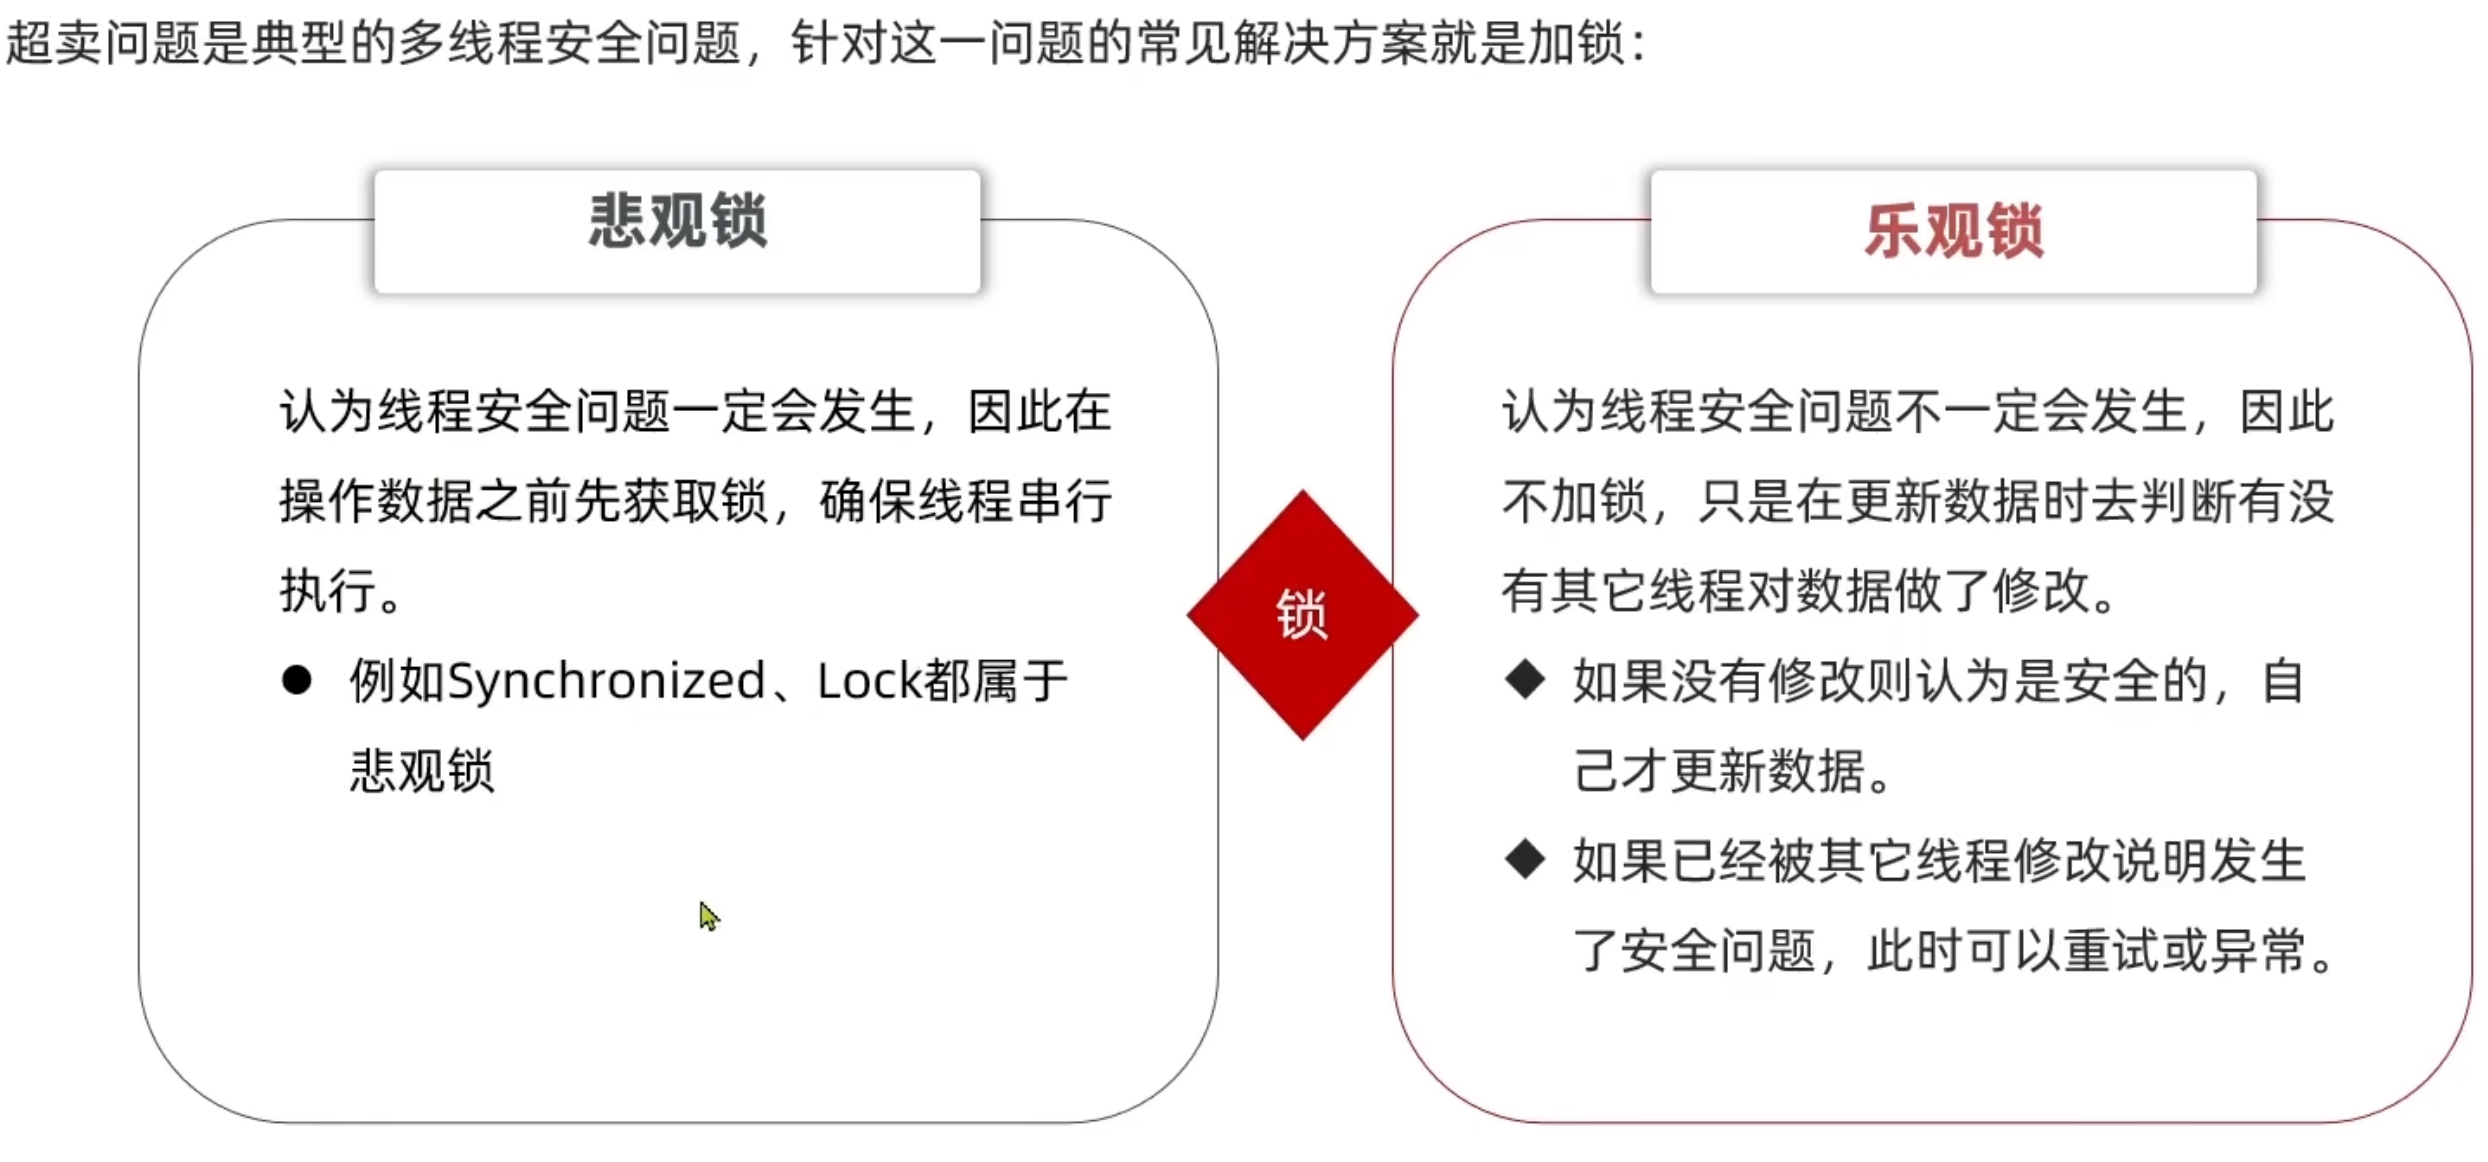 超卖问题是典型的多线程安全问题，针对这一问题的常见解决方案就是加锁：
悲观锁
认为线程安全问题一定会发生，因此在
操作数据之前先获取锁，确保线程串行
执行。
● 例如Synchronized、Lock都属于
悲观锁
锁
乐观锁
认为线程安全问题不一定会发生，因此
不加锁，只是在更新数据时去判断有没
有其它线程对数据做了修改。
◆ 如果没有修改则认为是安全的，自
己才更新数据。
◆ 如果已经被其它线程修改说明发生
了安全问题，此时可以重试或异常。